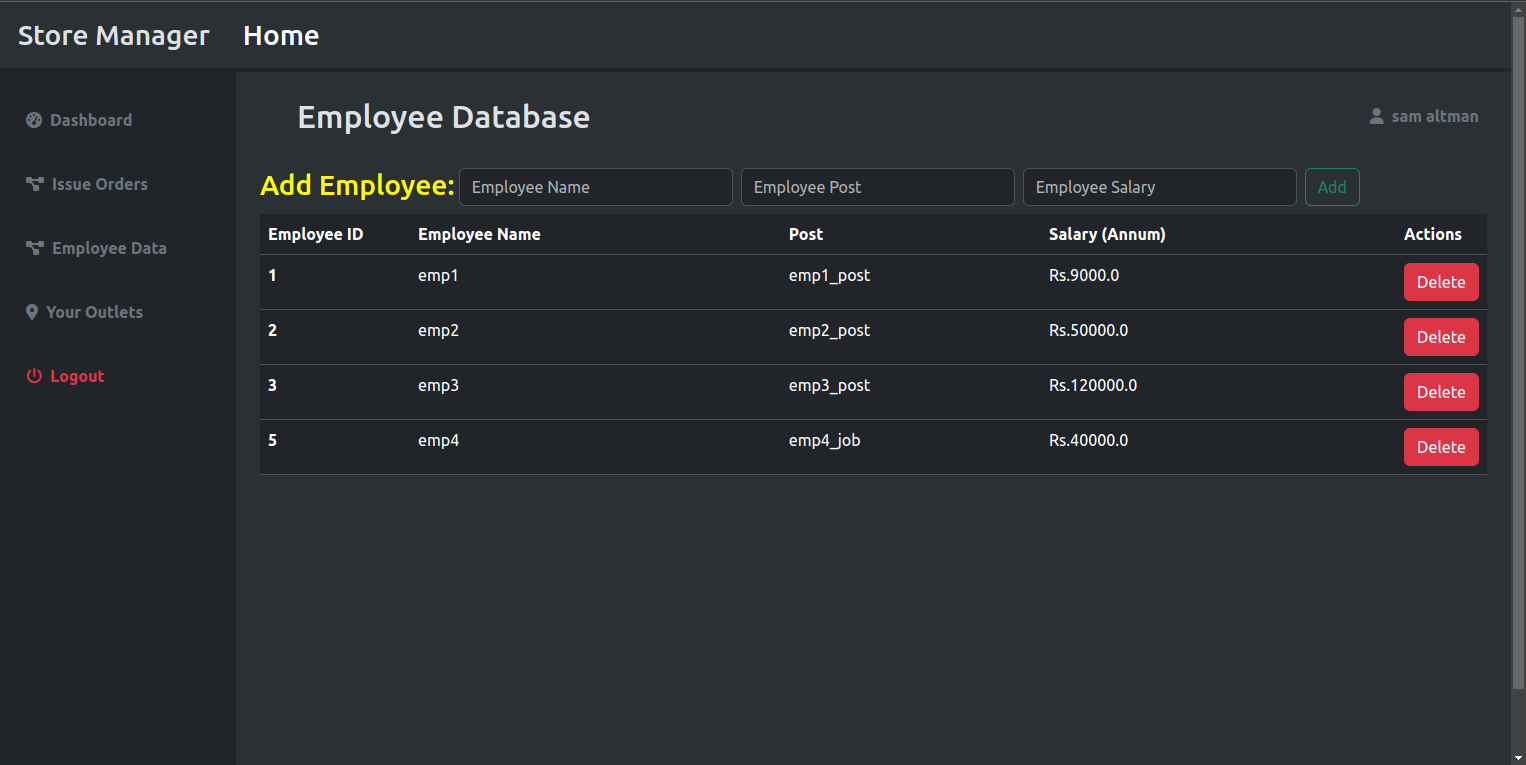 Store Manager Home
Dashboard
Issue Orders
Employee Data
Your Outlets
Logout
Employee Database
sam altman
Add Employee: Employee Name Employee Post Employee Salary Add
Employee ID Employee Name Post Salary (Annum) Actions
1 emp1 emp1_post Rs.9000.0 Delete
2 emp2 emp2_post Rs.50000.0 Delete
3 emp3 emp3_post Rs.120000.0 Delete
5 emp4 emp4_job Rs.40000.0 Delete